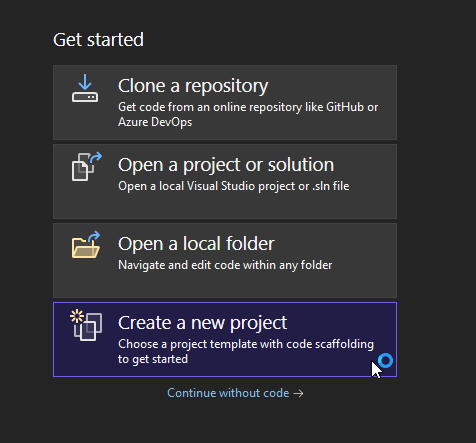 Get started
Clone a repository
Get code from an online repository like GitHub or
Azure DevOps
Open a project or solution
Open a local Visual Studio project or .sln file
Open a local folder
Navigate and edit code within any folder
Create a new project
Choose a project template with code scaffolding
to get started
Continue without code →